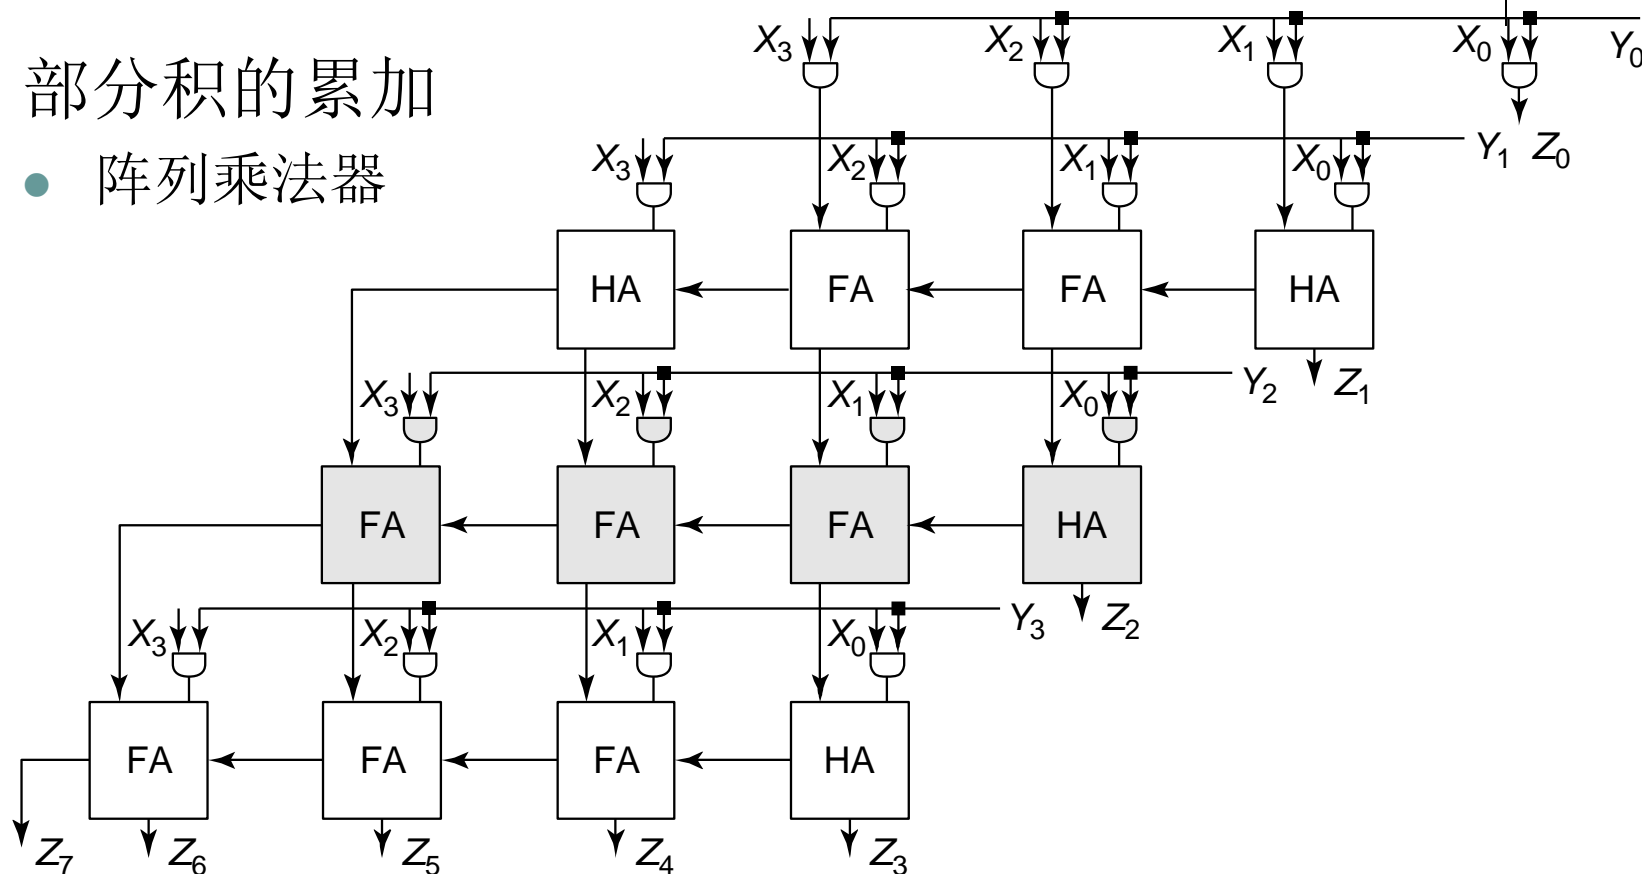 部分积的累加
• 阵列乘法器
X3 X2 X1 X0 Y0
X3 X2 X1 X0 Y1 Z0
HA FA FA HA
X3 X2 X1 X0 Y2 Z1
FA FA FA HA
X3 X2 X1 X0 Y3 Z2
FA FA FA HA
Z7 Z6 Z5 Z4 Z3